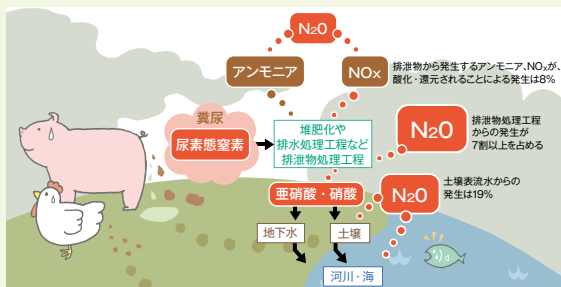 N2O
アンモニア
NOx
排泄物から発生するアンモニア、NOxが、
酸化・還元されることによる発生は8%
糞尿
尿素態窒素
堆肥化や
排水処理工程など
排泄物処理工程
N2O
排泄物処理工程
からの発生が
7割以上を占める
亜硝酸・硝酸
N2O
土壌表流水からの
発生は19%
地下水
土壌
河川・海